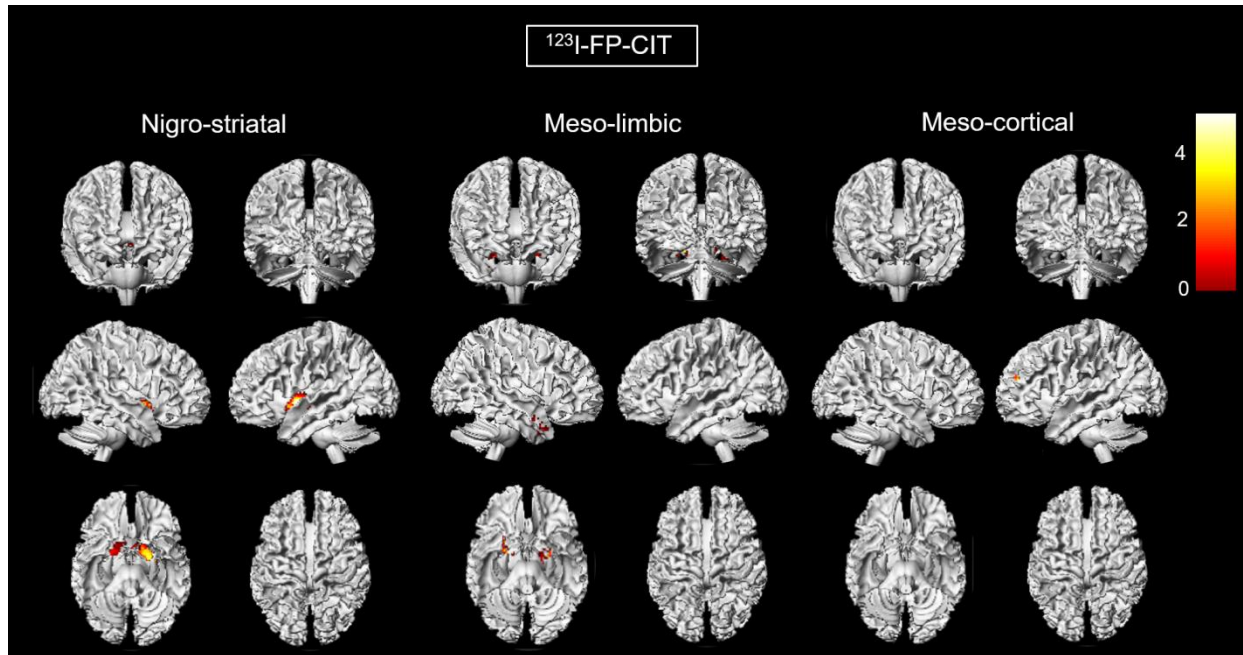 ¹²³I-FP-CIT
Nigro-striatal
Meso-limbic
Meso-cortical
4
2
0